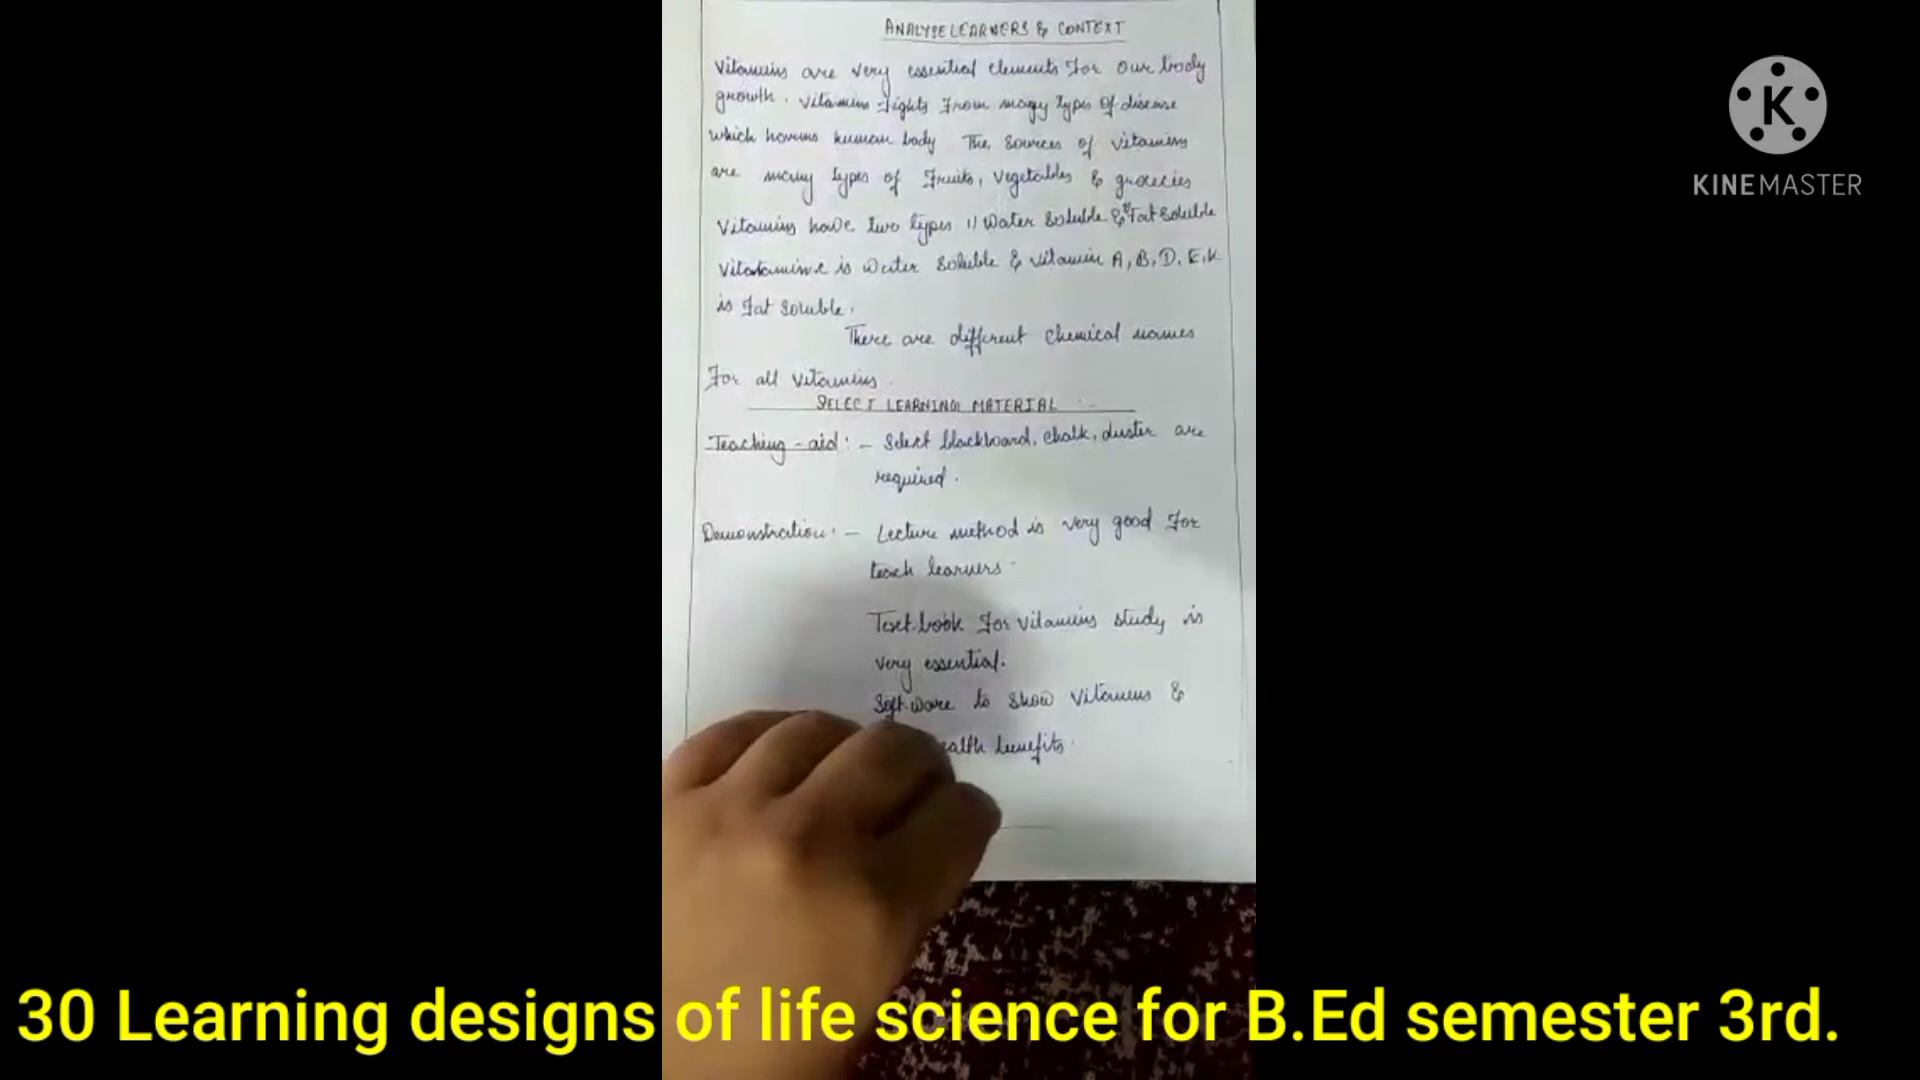 ANALYSE LEARNERS & CONTEXT
Vitamins are very essential elements For our body
growth. Vitamins Fights From many types of disease
which harms human body The Sources of vitamins
are many types of Fruits, Vegetables & groceries
Vitamins have two types 1) Water Soluble & Fat Soluble
is Water Soluble & vitamin A, B, D, E, K
is Fat Soluble.
There are different Chemical names
For all Vitamins.
SELECT LEARNING MATERIAL :-
Teaching-aid :- Select blackboard, chalk, duster are
required.
Demonstration :- Lecture method is very good For
teach learners.
Text book For vitamins study is
very essential.
Software to Show Vitamins &
benefits.
KINEMASTER
30 Learning designs of life science for B.Ed semester 3rd.